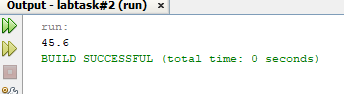 Output - labtask#2 (run)
run:
45.6
BUILD SUCCESSFUL (total time: 0 seconds)